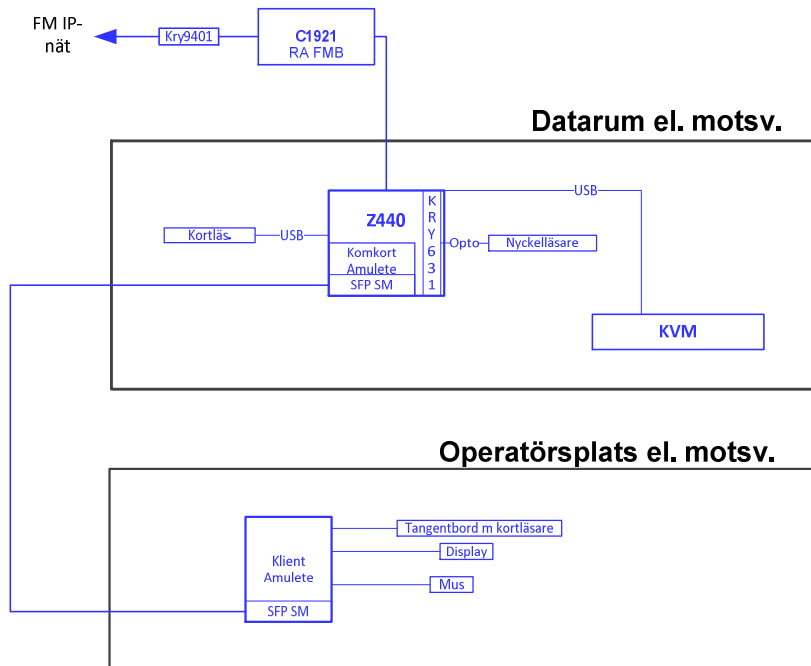 FM IP-
nät
Kry9401
C1921
RA FMB
Datarum el. motsv.
Z440
K
R
Y
6
3
1
USB
Kortläs.
USB
Komkort
Amulete
SFP SM
Opto
Nyckelläsare
KVM
Operatörsplats el. motsv.
Klient
Amulete
SFP SM
Tangentbord m kortläsare
Display
Mus